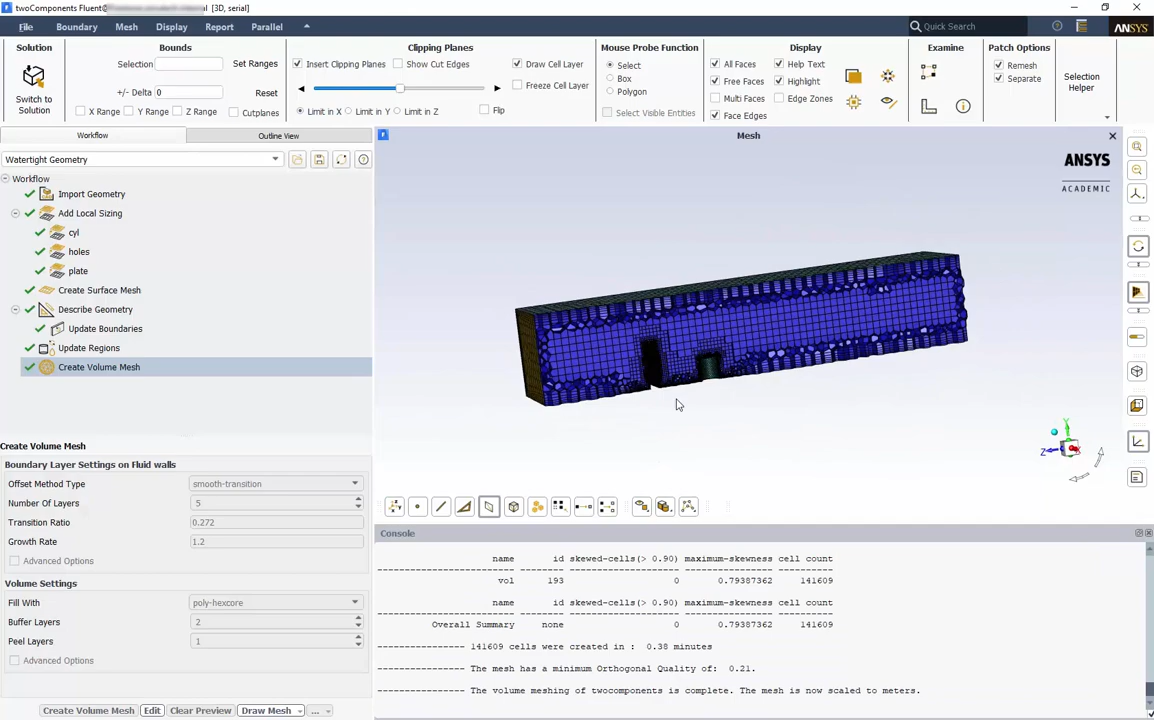 twoComponents Fluent@ [3D, serial]
File Boundary Mesh Display Report Parallel Quick Search ANSYS
Solution Bounds Clipping Planes Mouse Probe Function Display Examine Patch Options
Selection Set Ranges Insert Clipping Planes Show Cut Edges Draw Cell Layer Select All Faces Help Text Remesh
Box Free Faces Highlight Separate
Switch to Solution +/- Delta 0 Reset Freeze Cell Layer Polygon Multi Faces Edge Zones Selection Helper
X Range Y Range Z Range Cutplanes Limit in X Limit in Y Limit in Z Flip Select Visible Entities Face Edges
Workflow Outline View Mesh
Watertight Geometry
Workflow
Import Geometry
Add Local Sizing
cyl
holes
plate
Create Surface Mesh
Describe Geometry
Update Boundaries
Update Regions
Create Volume Mesh
ANSYS
ACADEMIC
Y
Z
X
Create Volume Mesh
Boundary Layer Settings on Fluid walls
Offset Method Type smooth-transition
Number Of Layers 5
Transition Ratio 0.272
Growth Rate 1.2
Advanced Options
Volume Settings
Fill With poly-hexcore
Buffer Layers 2
Peel Layers 1
Advanced Options
Create Volume Mesh Edit Clear Preview Draw Mesh ...
Console
name id skewed-cells(> 0.90) maximum-skewness cell count
vol 193 0 0.79387362 141609
name id skewed-cells(> 0.90) maximum-skewness cell count
Overall Summary none 0 0.79387362 141609
---------------- 141609 cells were created in : 0.38 minutes
---------------- The mesh has a minimum Orthogonal Quality of: 0.21.
---------------- The volume meshing of twocomponents is complete. The mesh is now scaled to meters.